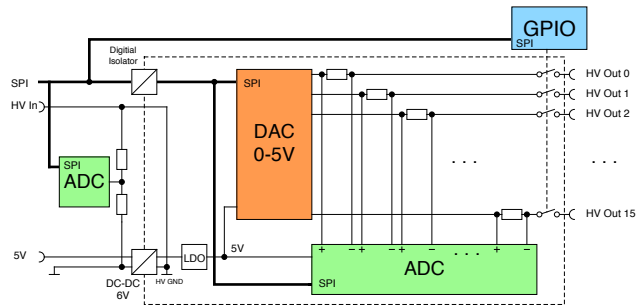 GPIO
SPI
Digitial
Isolator
SPI
HV In
SPI
DAC
0-5V
HV Out 0
HV Out 1
HV Out 2
. . .
. . .
SPI
ADC
HV Out 15
5V
DC-DC
6V
HV GND
LDO
5V
+ − + − + − . . . + −
ADC
SPI